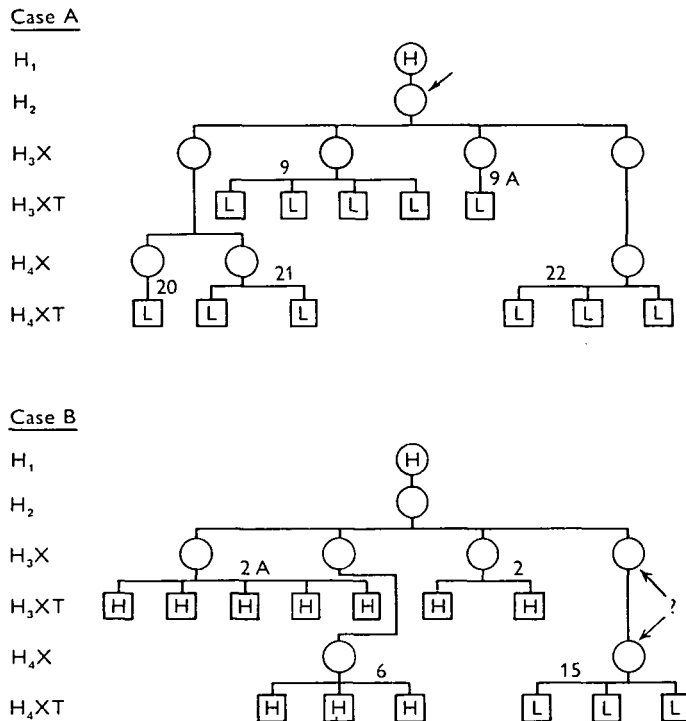 Case A
H₁ H
H₂
H₃X
9 9 A
H₃XT L L L L L
H₄X
20 21 22
H₄XT L L L L L L
Case B
H₁ H
H₂
H₃X
2 A 2
H₃XT H H H H H H H
?
H₄X
6 15
H₄XT H H H L L L